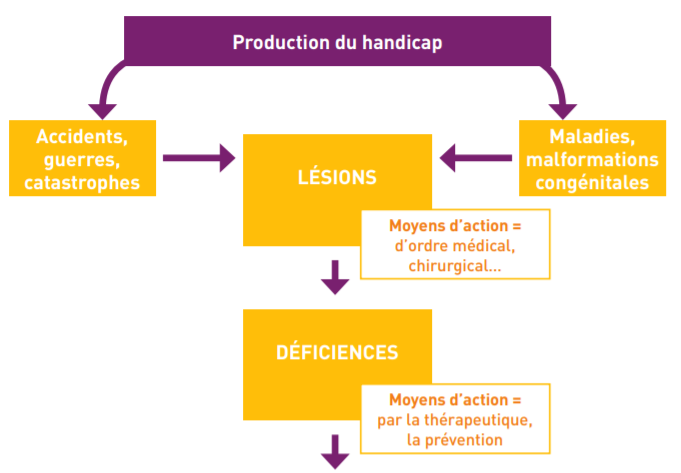 Production du handicap
Accidents,
guerres,
catastrophes
Maladies,
malformations
congénitales
LÉSIONS
Moyens d'action =
d'ordre médical,
chirurgical...
DÉFICIENCES
Moyens d'action =
par la thérapeutique,
la prévention